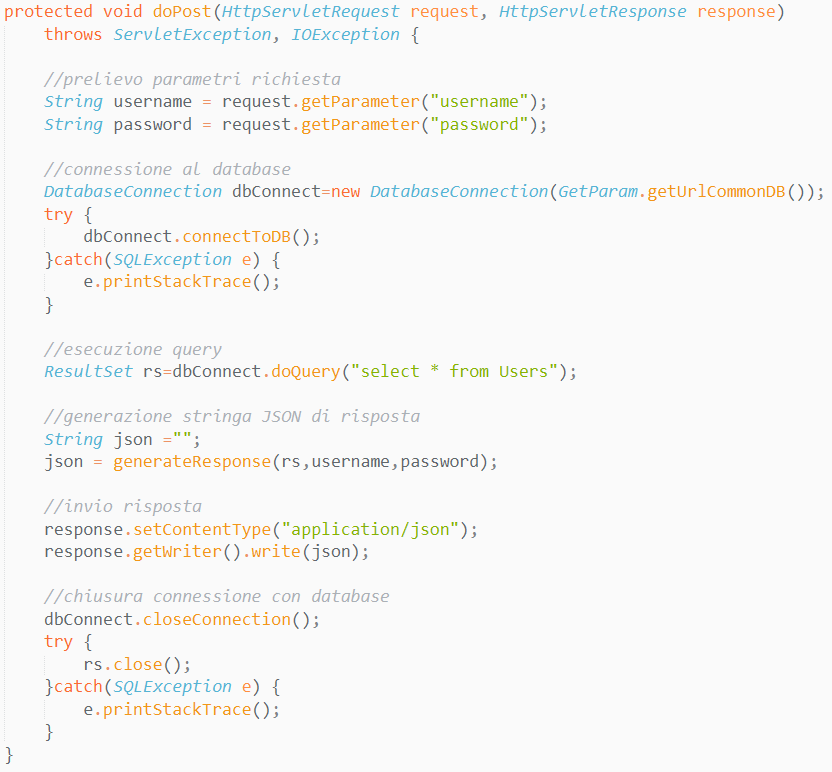 protected void doPost(HttpServletRequest request, HttpServletResponse response)
    throws ServletException, IOException {

    //prelievo parametri richiesta
    String username = request.getParameter("username");
    String password = request.getParameter("password");

    //connessione al database
    DatabaseConnection dbConnect=new DatabaseConnection(GetParam.getUrlCommonDB());
    try {
        dbConnect.connectToDB();
    }catch(SQLException e) {
        e.printStackTrace();
    }

    //esecuzione query
    ResultSet rs=dbConnect.doQuery("select * from Users");

    //generazione stringa JSON di risposta
    String json ="";
    json = generateResponse(rs,username,password);

    //invio risposta
    response.setContentType("application/json");
    response.getWriter().write(json);

    //chiusura connessione con database
    dbConnect.closeConnection();
    try {
        rs.close();
    }catch(SQLException e) {
        e.printStackTrace();
    }
}